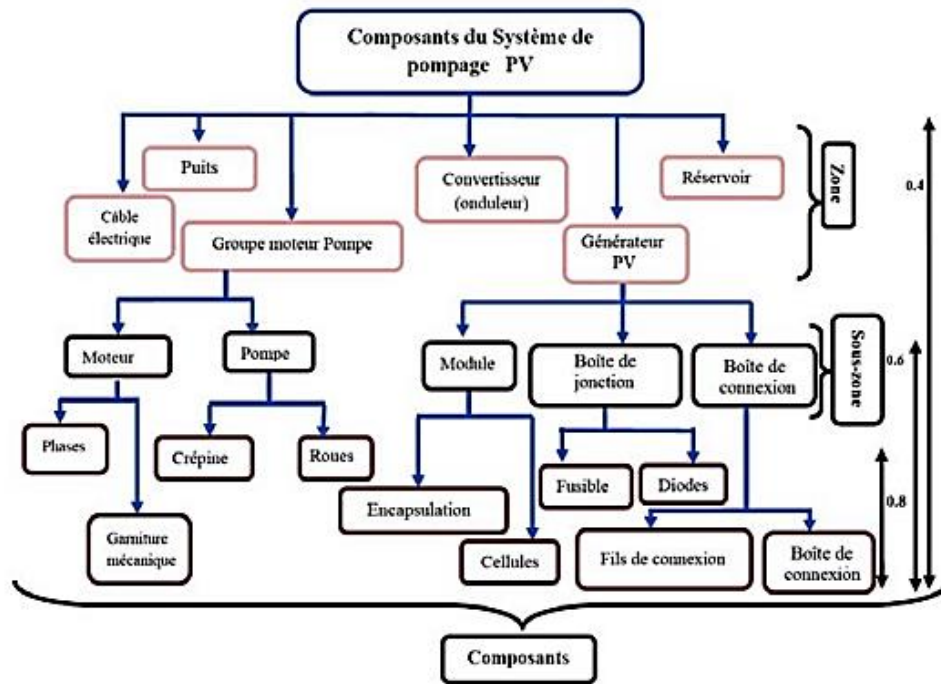 Composants du Système de
pompage PV
Puits
Câble
électrique
Groupe moteur Pompe
Convertisseur
(onduleur)
Générateur
PV
Réservoir
Zone
0.4
Moteur
Pompe
Module
Boîte de
jonction
Boîte de
connexion
Sous-zone
0.6
Phases
Garniture
mécanique
Crépine
Roues
Encapsulation
Cellules
Fusible
Diodes
Fils de connexion
Boîte de
connexion
0.8
Composants